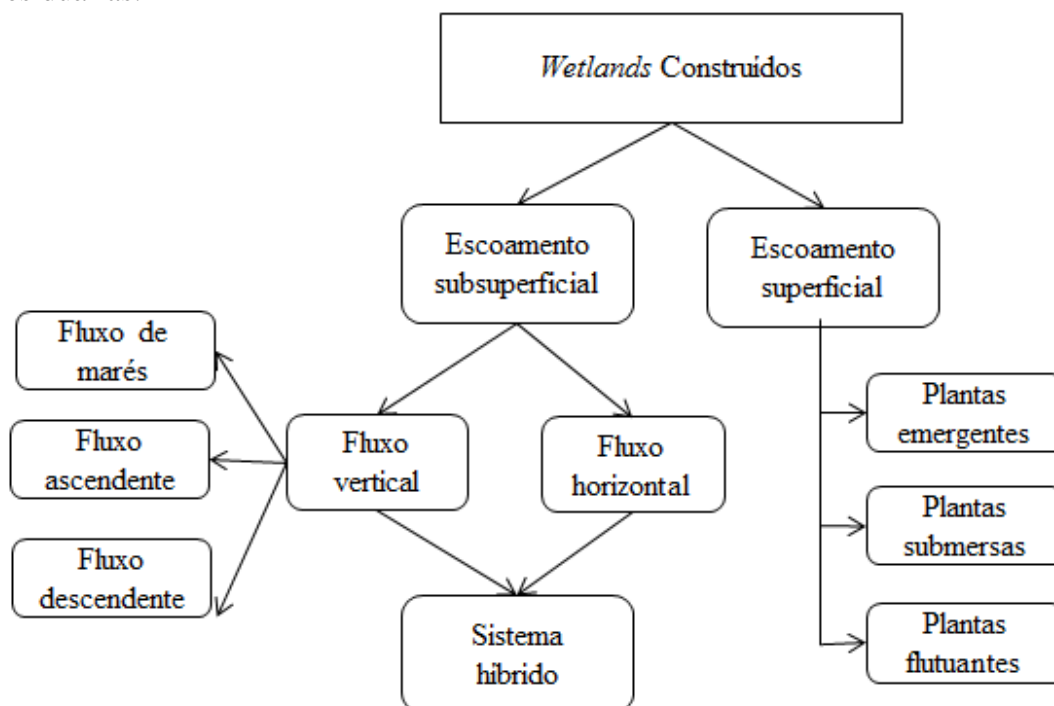 Wetlands Construídos
Escoamento
subsuperficial
Escoamento
superficial
Fluxo de
marés
Fluxo
ascendente
Fluxo
descendente
Fluxo
vertical
Fluxo
horizontal
Sistema
híbrido
Plantas
emergentes
Plantas
submersas
Plantas
flutuantes